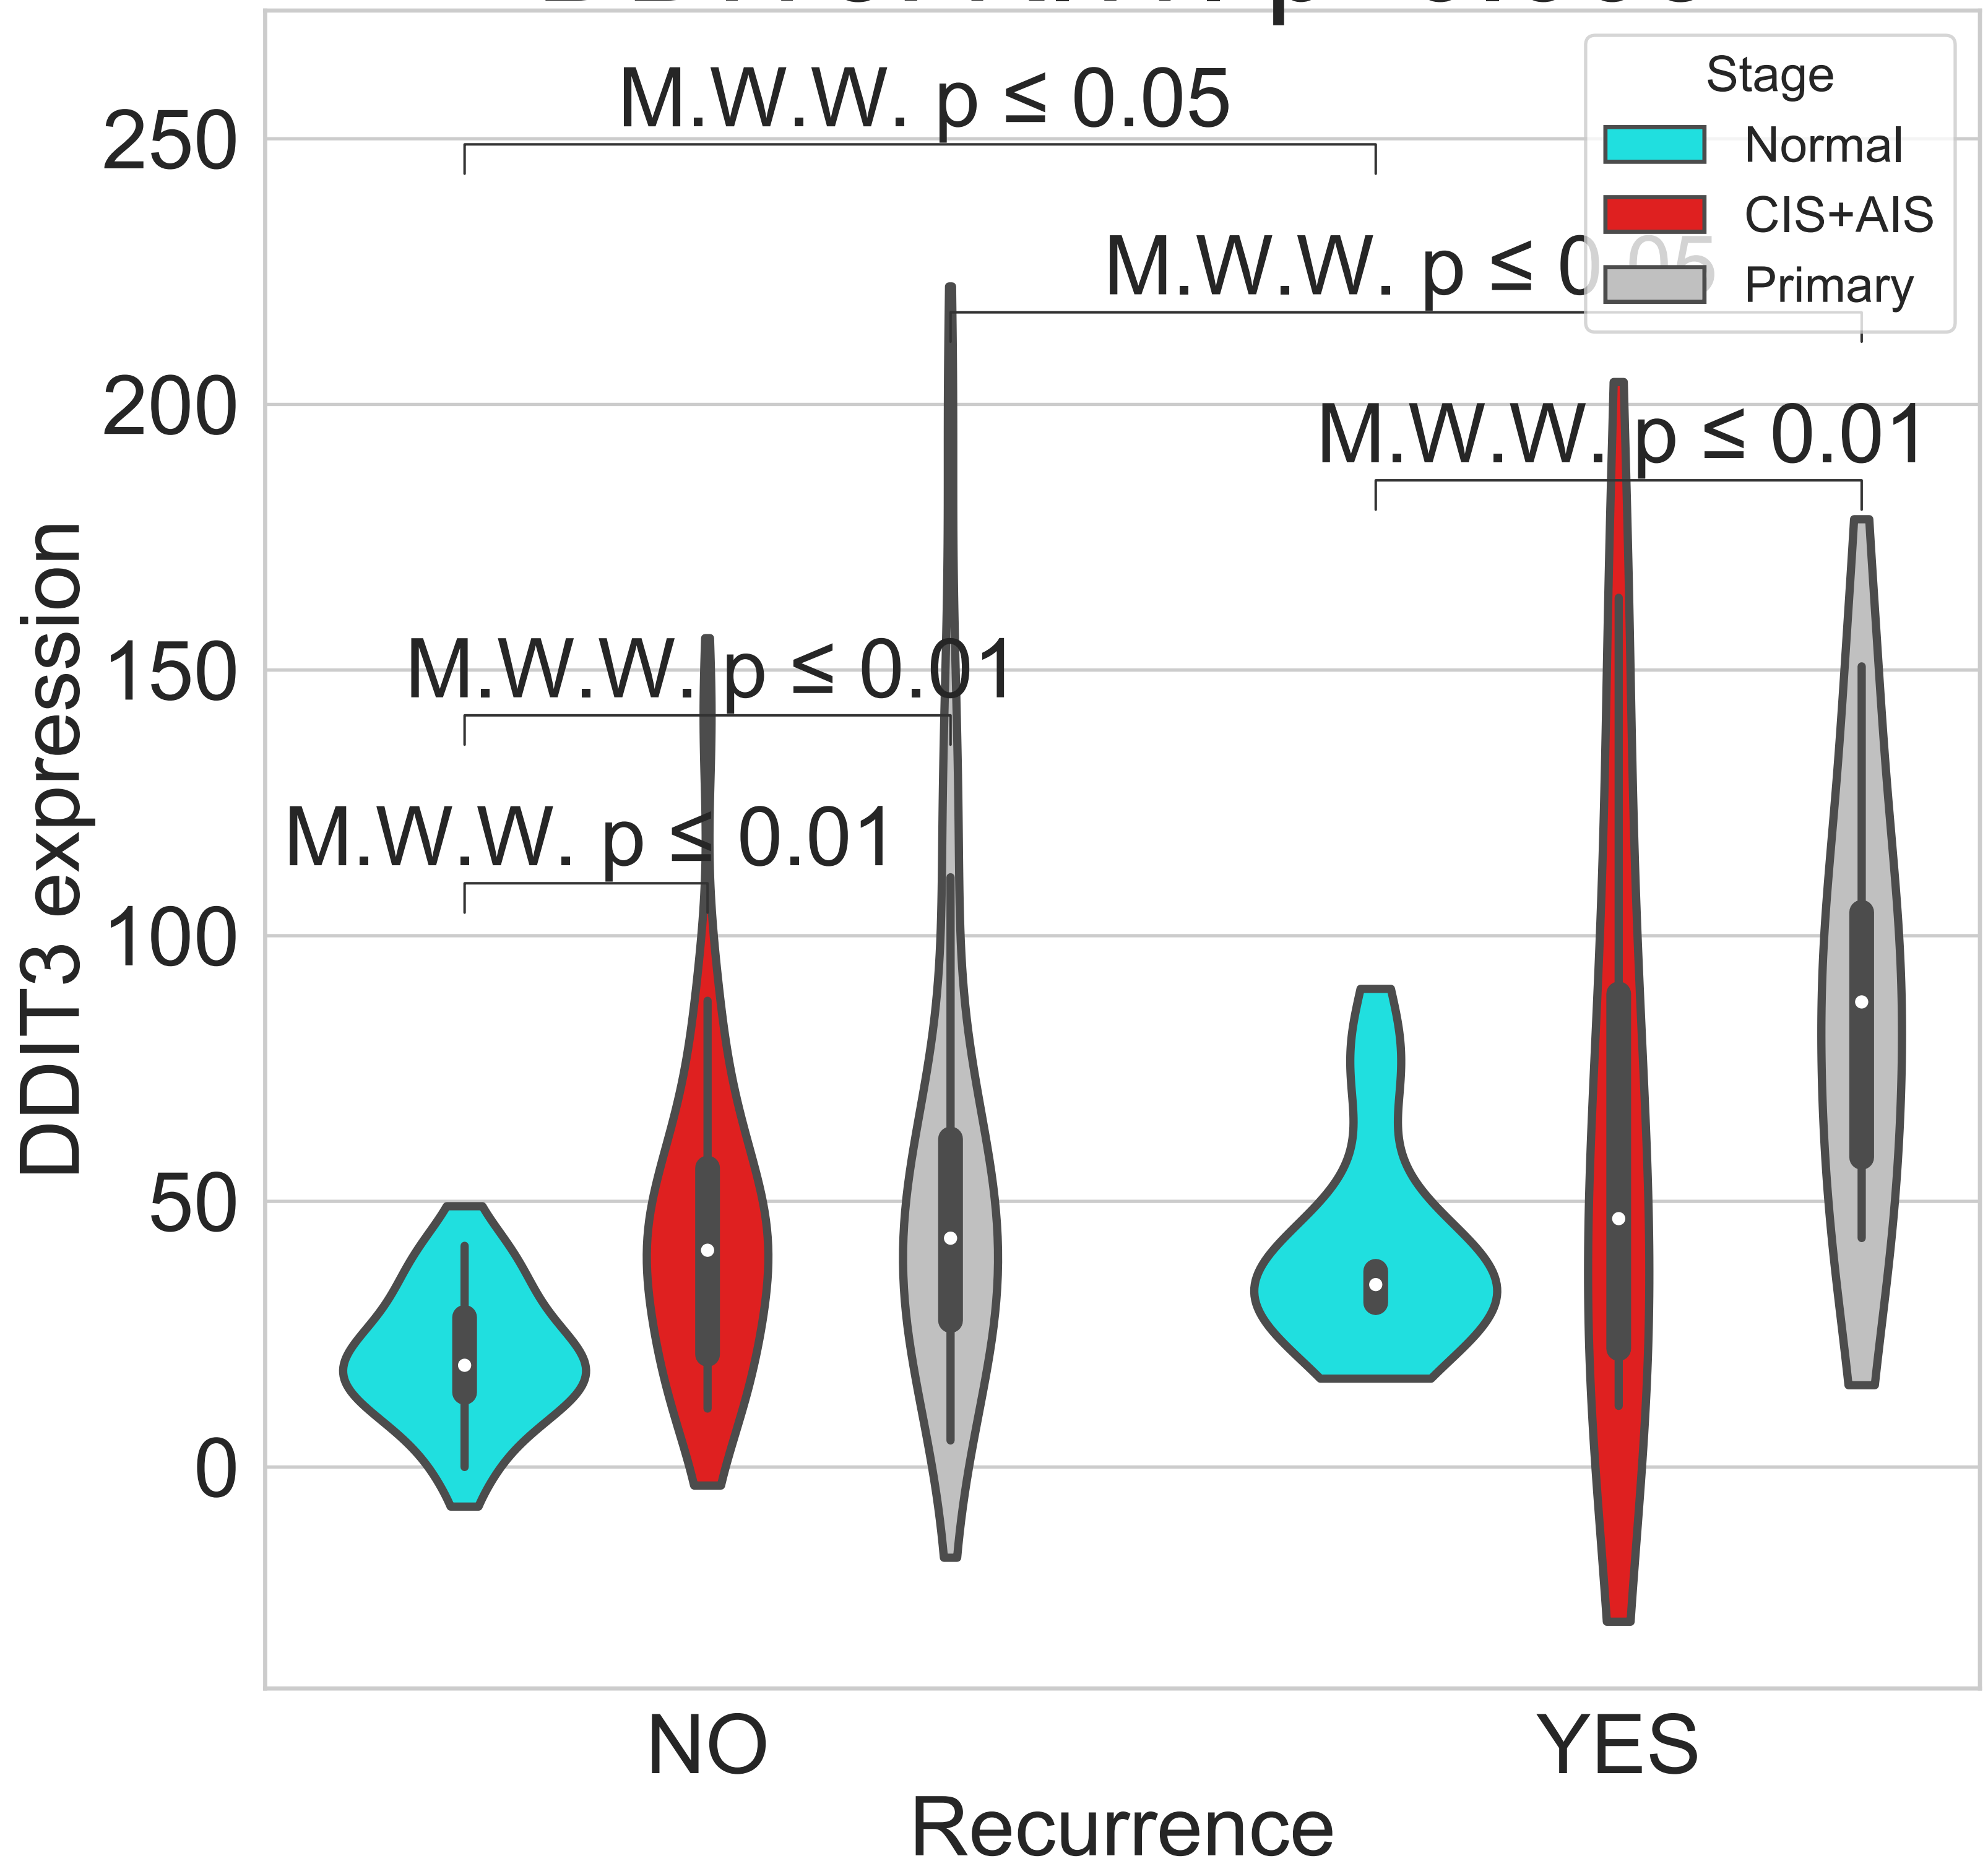 M.W.W. p ≤ 0.05
Stage
Normal
CIS+AIS
Primary
M.W.W. p ≤ 0.05
M.W.W. p ≤ 0.01
M.W.W. p ≤ 0.01
M.W.W. p ≤ 0.01
DDIT3 expression
250
200
150
100
50
0
NO
YES
Recurrence